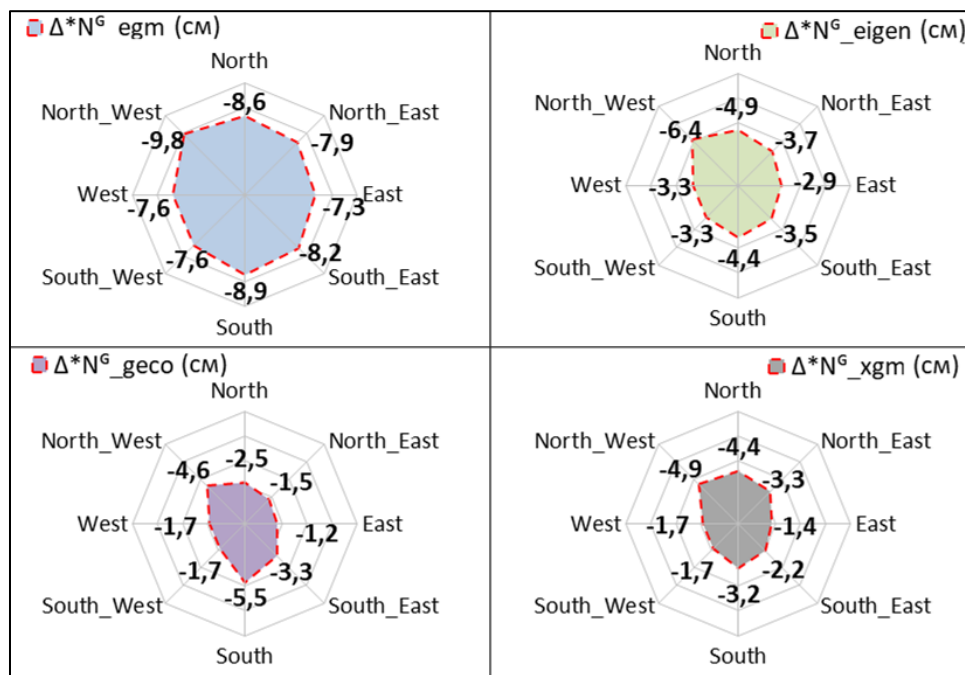 Δ*Nᴳ egm (см)
North
North_West
North_East
-8,6
-9,8
-7,9
West
East
-7,6
-7,3
-7,6
-8,2
South_West
South_East
-8,9
South
Δ*Nᴳ_eigen (см)
North
North_West
North_East
-4,9
-6,4
-3,7
West
-3,3
-2,9
East
-3,3
-3,5
South_West
South_East
-4,4
South
Δ*Nᴳ_geco (см)
North
North_West
North_East
-2,5
-4,6
-1,5
West
-1,7
-1,2
East
-1,7
-3,3
South_West
South_East
-5,5
South
Δ*Nᴳ_xgm (см)
North
North_West
North_East
-4,4
-4,9
-3,3
West
-1,7
-1,4
East
-1,7
-2,2
South_West
South_East
-3,2
South